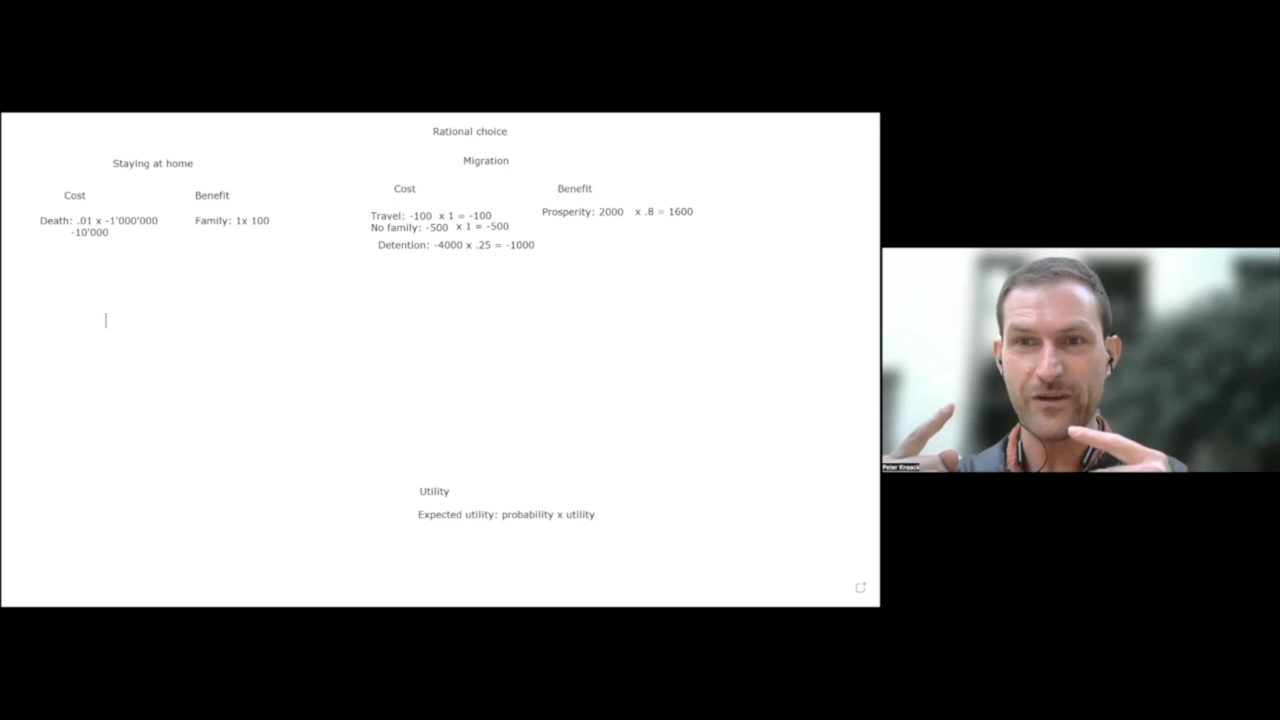 Rational choice
Staying at home
Migration
Cost
Benefit
Cost
Benefit
Death: .01 x -1'000'000
-10'000
Family: 1x 100
Travel: -100 x 1 = -100
No family: -500 x 1 = -500
Detention: -4000 x .25 = -1000
Prosperity: 2000 x .8 = 1600
Utility
Expected utility: probability x utility
Peter Knaack